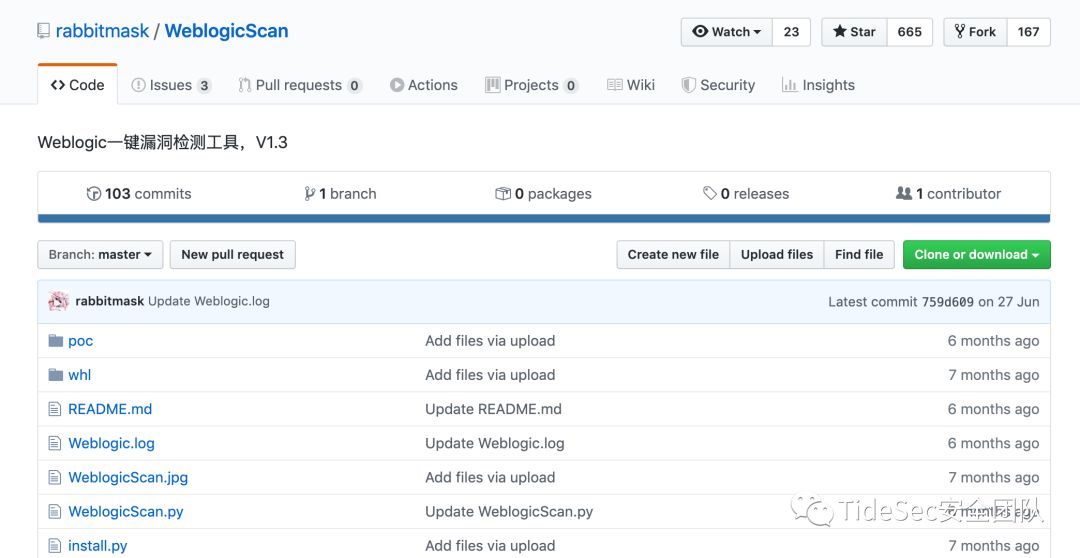 rabbitmask / WeblogicScan
Watch 23 Star 665 Fork 167
Code Issues 3 Pull requests 0 Actions Projects 0 Wiki Security Insights
Weblogic一键漏洞检测工具，V1.3
103 commits 1 branch 0 packages 0 releases 1 contributor
Branch: master New pull request Create new file Upload files Find file Clone or download
rabbitmask Update Weblogic.log Latest commit 759d609 on 27 Jun
poc Add files via upload 6 months ago
whl Add files via upload 7 months ago
README.md Update README.md 6 months ago
Weblogic.log Update Weblogic.log 6 months ago
WeblogicScan.jpg Add files via upload 7 months ago
WeblogicScan.py Update WeblogicScan.py 6 months ago
TideSec安全团队
install.py Add files via upload 7 months ago